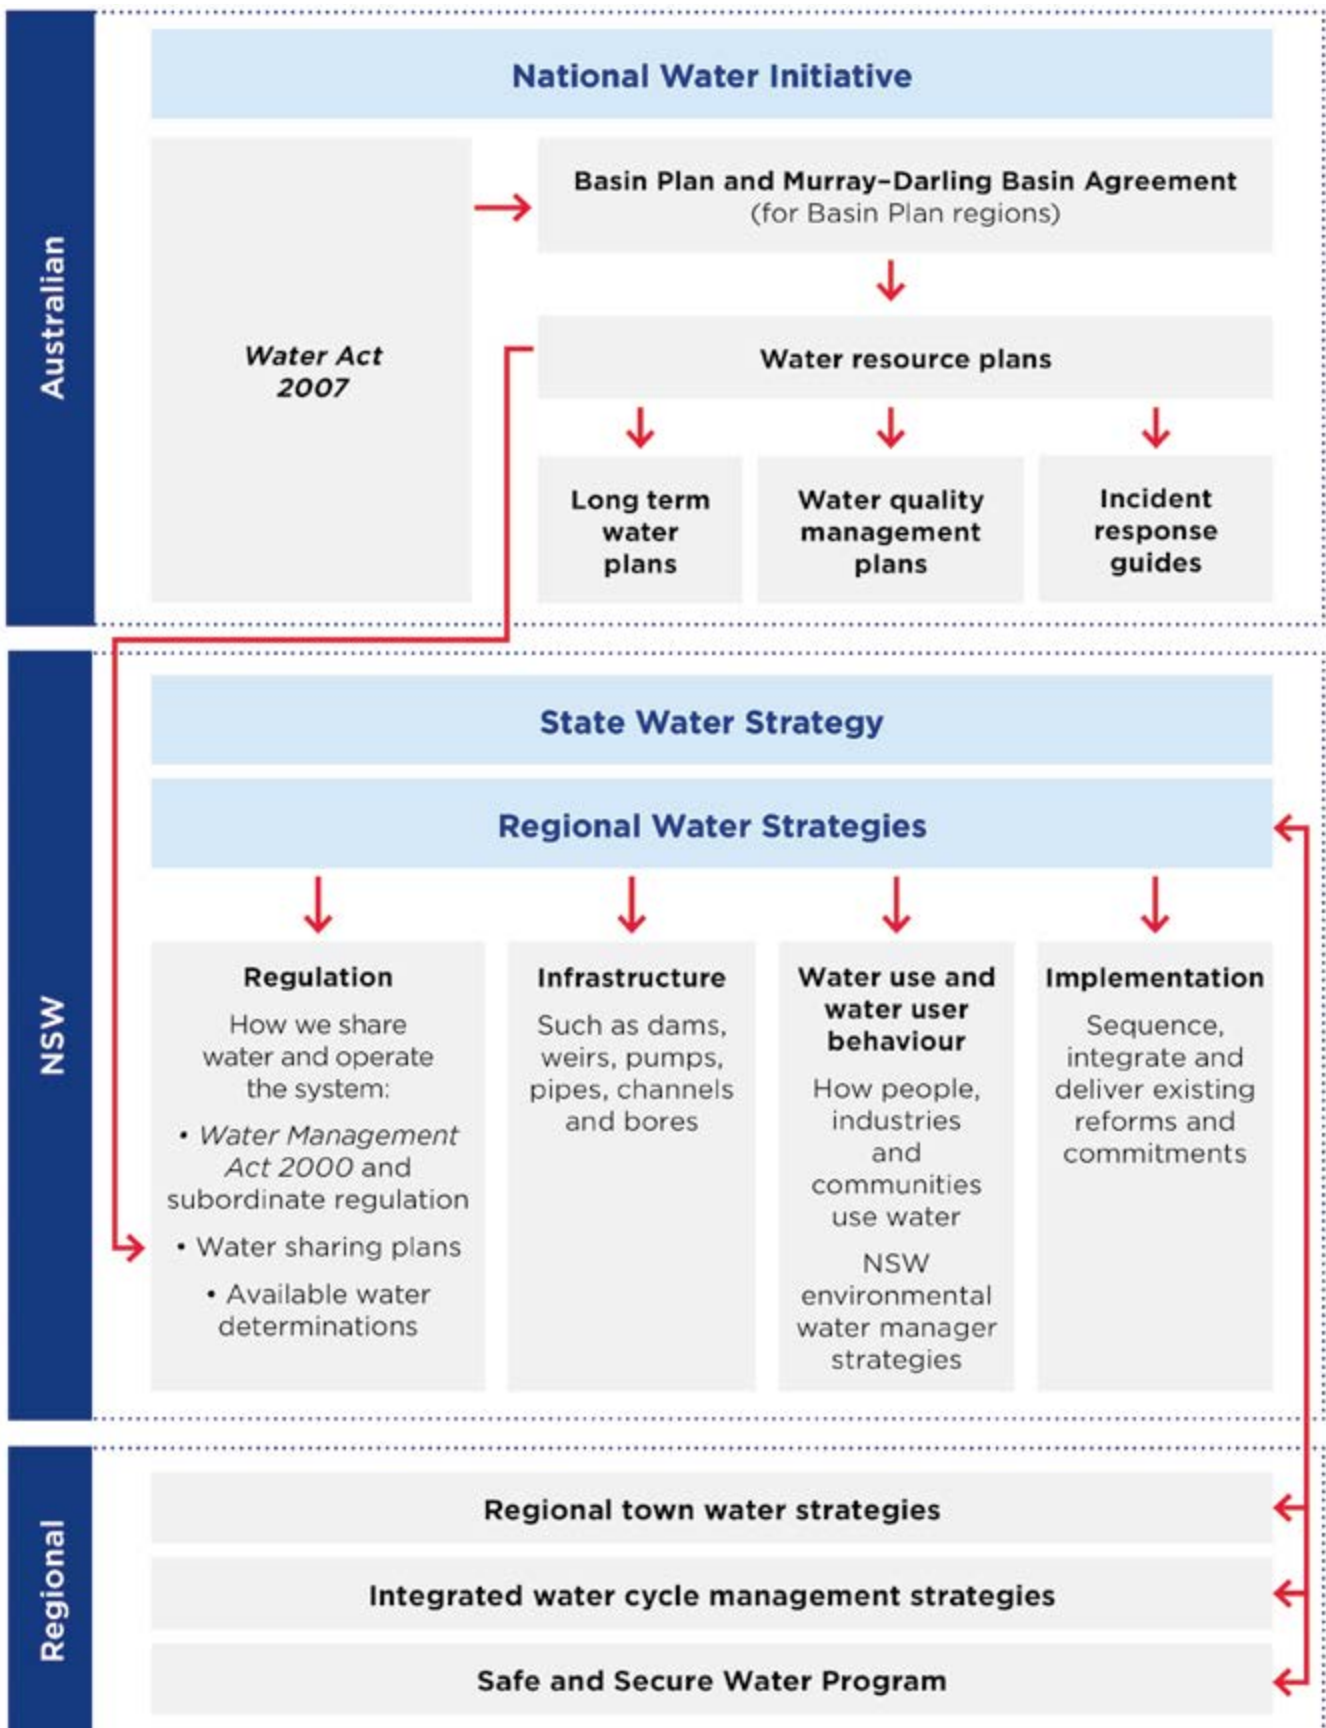 Australian
National Water Initiative
Water Act
2007
Basin Plan and Murray–Darling Basin Agreement
(for Basin Plan regions)
Water resource plans
Long term
water
plans
Water quality
management
plans
Incident
response
guides
NSW
State Water Strategy
Regional Water Strategies
Regulation
How we share
water and operate
the system:
• Water Management
Act 2000 and
subordinate regulation
• Water sharing plans
• Available water
determinations
Infrastructure
Such as dams,
weirs, pumps,
pipes, channels
and bores
Water use and
water user
behaviour
How people,
industries
and
communities
use water
NSW
environmental
water manager
strategies
Implementation
Sequence,
integrate and
deliver existing
reforms and
commitments
Regional
Regional town water strategies
Integrated water cycle management strategies
Safe and Secure Water Program